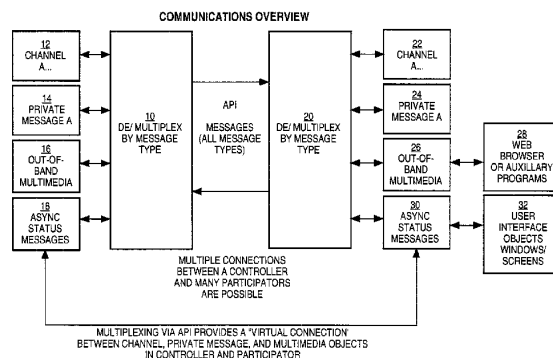 COMMUNICATIONS OVERVIEW
12
CHANNEL
A...
14
PRIVATE
MESSAGE A
16
OUT-OF-
BAND
MULTIMEDIA
18
ASYNC
STATUS
MESSAGES
10
DE/ MULTIPLEX
BY MESSAGE
TYPE
API
MESSAGES
(ALL MESSAGE
TYPES)
20
DE/ MULTIPLEX
BY MESSAGE
TYPE
22
CHANNEL
A...
24
PRIVATE
MESSAGE A
26
OUT-OF-
BAND
MULTIMEDIA
30
ASYNC
STATUS
MESSAGES
28
WEB
BROWSER
OR AUXILLARY
PROGRAMS
32
USER
INTERFACE
OBJECTS
WINDOWS/
SCREENS
MULTIPLE CONNECTIONS
BETWEEN A CONTROLLER
AND MANY PARTICIPATORS
ARE POSSIBLE
MULTIPLEXING VIA API PROVIDES A "VIRTUAL CONNECTION"
BETWEEN CHANNEL, PRIVATE MESSAGE, AND MULTIMEDIA OBJECTS
IN CONTROLLER AND PARTICIPATOR